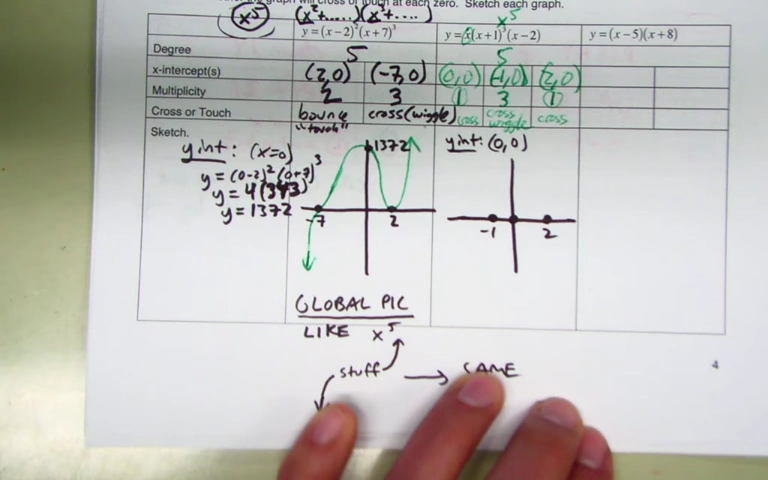 graph will cross or touch at each zero. Sketch each graph.
x⁵ (x²+.....)(x³+....) x⁵
y = (x – 2)²(x + 7)³ y = x(x + 1)³(x – 2) y = (x – 5)(x + 8)
Degree 5 5
x-intercept(s) (2,0) (-7,0) (0,0) (-1,0) (2,0)
Multiplicity 2 3 1 3 1
Cross or Touch bounce "touch" cross (wiggle) cross cross wiggle cross
Sketch.
y int: (x=0)
y = (0-2)²(0+7)³
y = 4(343)
y = 1372
1372
-7 2
y int: (0,0)
-1 2
GLOBAL PIC
LIKE x⁵
stuff → SAME
4